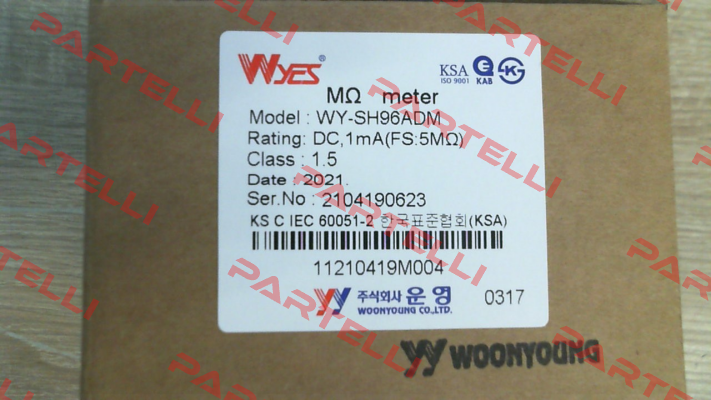 WYES®
KSA
ISO 9001
KAB
MΩ meter
Model : WY-SH96ADM
Rating: DC,1mA(FS:5MΩ)
Class : 1.5
Date : 2021.
Ser.No : 2104190623
KS C IEC 60051-2 한국표준협회(KSA)
11210419M004
주식회사 운영
WOONYOUNG CO.,LTD.
0317
WOONYOUNG
PARTELLI
PARTELLI
PARTELLI
PARTELLI
PARTELLI
PARTELLI
PARTELLI
PARTELLI